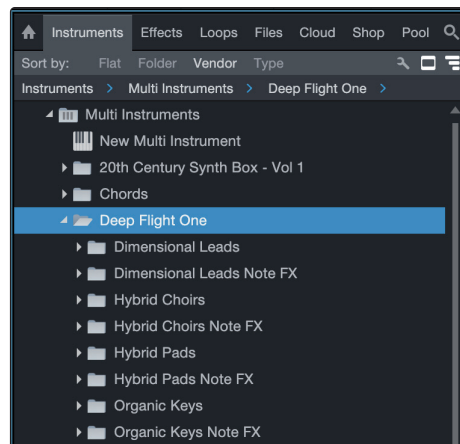 Instruments Effects Loops Files Cloud Shop Pool
Sort by: Flat Folder Vendor Type
Instruments > Multi Instruments > Deep Flight One >
Multi Instruments
New Multi Instrument
20th Century Synth Box - Vol 1
Chords
Deep Flight One
Dimensional Leads
Dimensional Leads Note FX
Hybrid Choirs
Hybrid Choirs Note FX
Hybrid Pads
Hybrid Pads Note FX
Organic Keys
Organic Keys Note FX